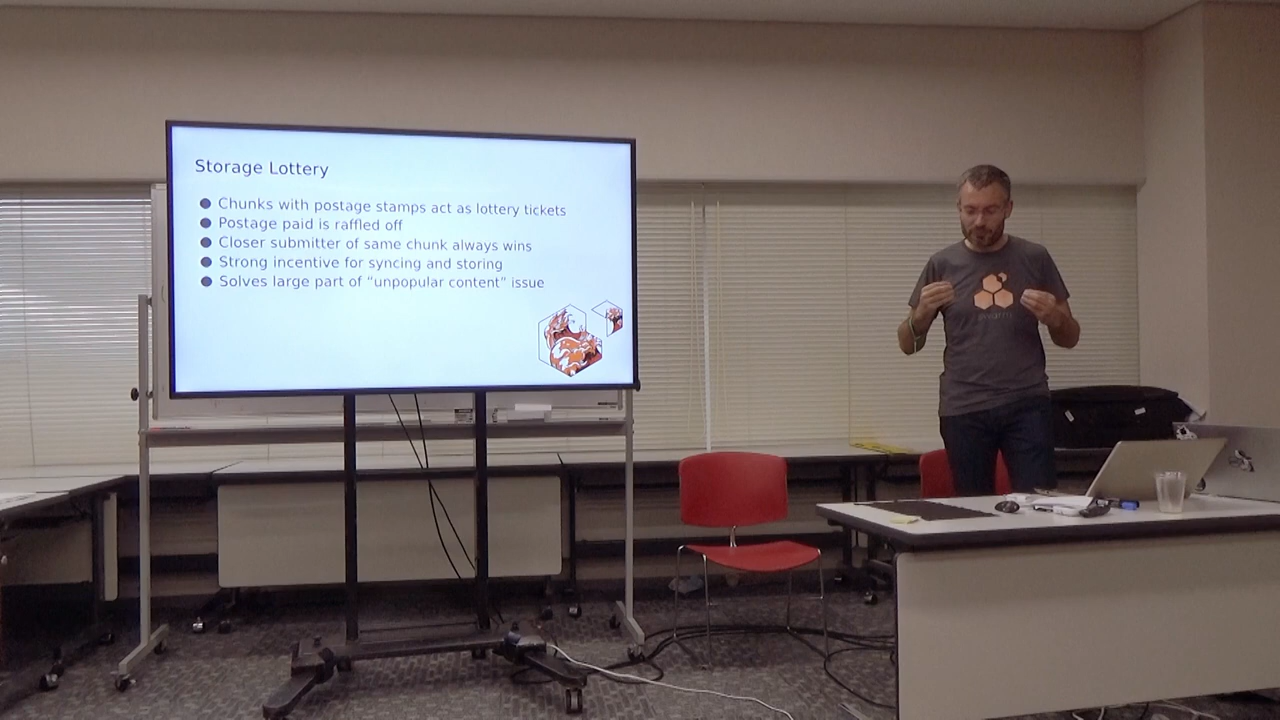 Storage Lottery
● Chunks with postage stamps act as lottery tickets
● Postage paid is raffled off
● Closer submitter of same chunk always wins
● Strong incentive for syncing and storing
● Solves large part of “unpopular content” issue